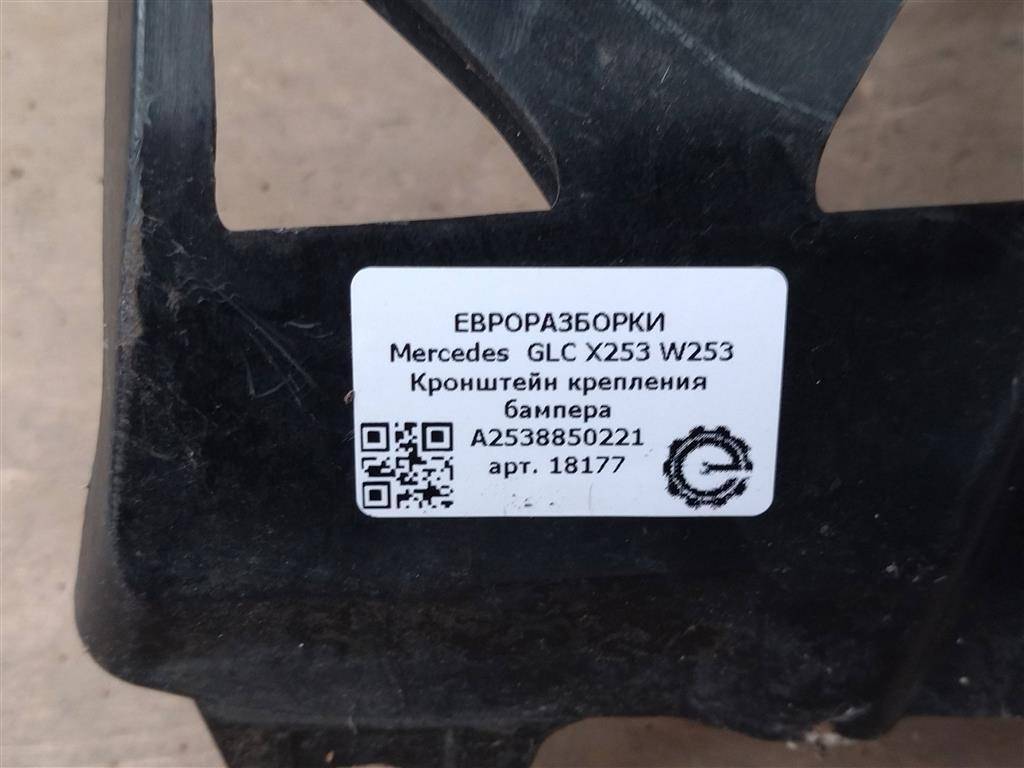 ЕВРОРАЗБОРКИ
Mercedes GLC X253 W253
Кронштейн крепления
бампера
A2538850221
арт. 18177